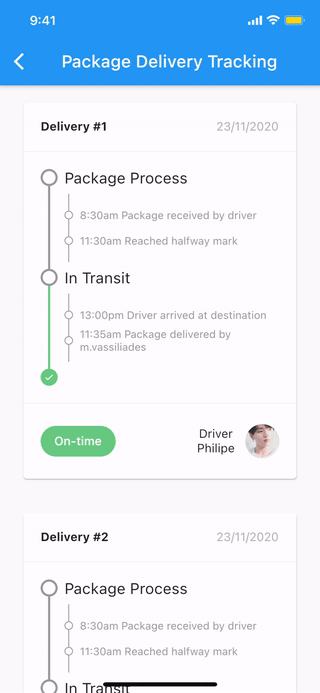 9:41
Package Delivery Tracking
Delivery #1 23/11/2020
Package Process
8:30am Package received by driver
11:30am Reached halfway mark
In Transit
13:00pm Driver arrived at destination
11:35am Package delivered by
m.vassiliades
On-time
Driver
Philipe
Delivery #2 23/11/2020
Package Process
8:30am Package received by driver
11:30am Reached halfway mark
In Transit